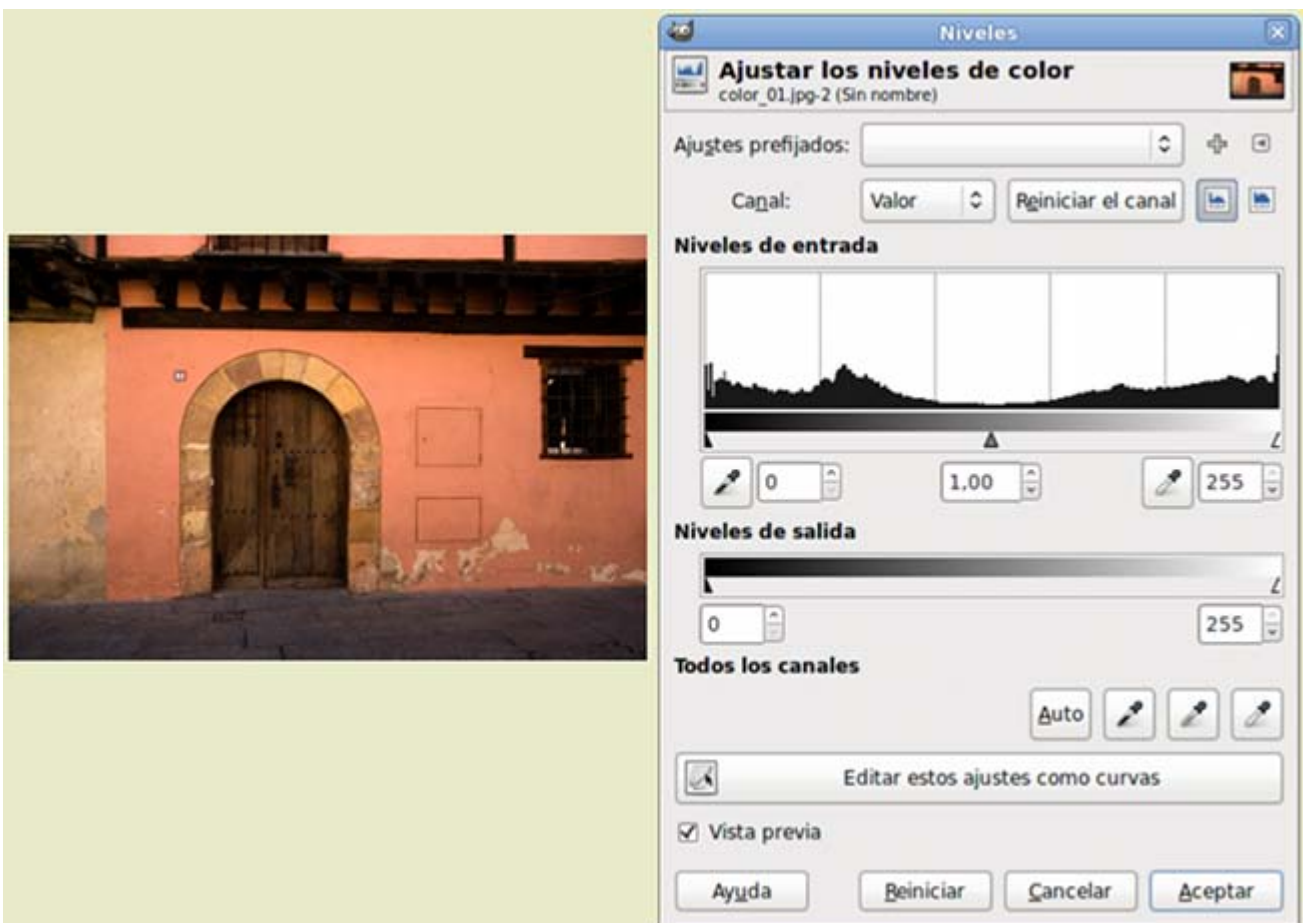 Niveles
Ajustar los niveles de color
color_01.jpg-2 (Sin nombre)
Ajustes prefijados:
Canal: Valor Reiniciar el canal
Niveles de entrada
0 1,00 255
Niveles de salida
0 255
Todos los canales
Auto
Editar estos ajustes como curvas
Vista previa
Ayuda Reiniciar Cancelar Aceptar